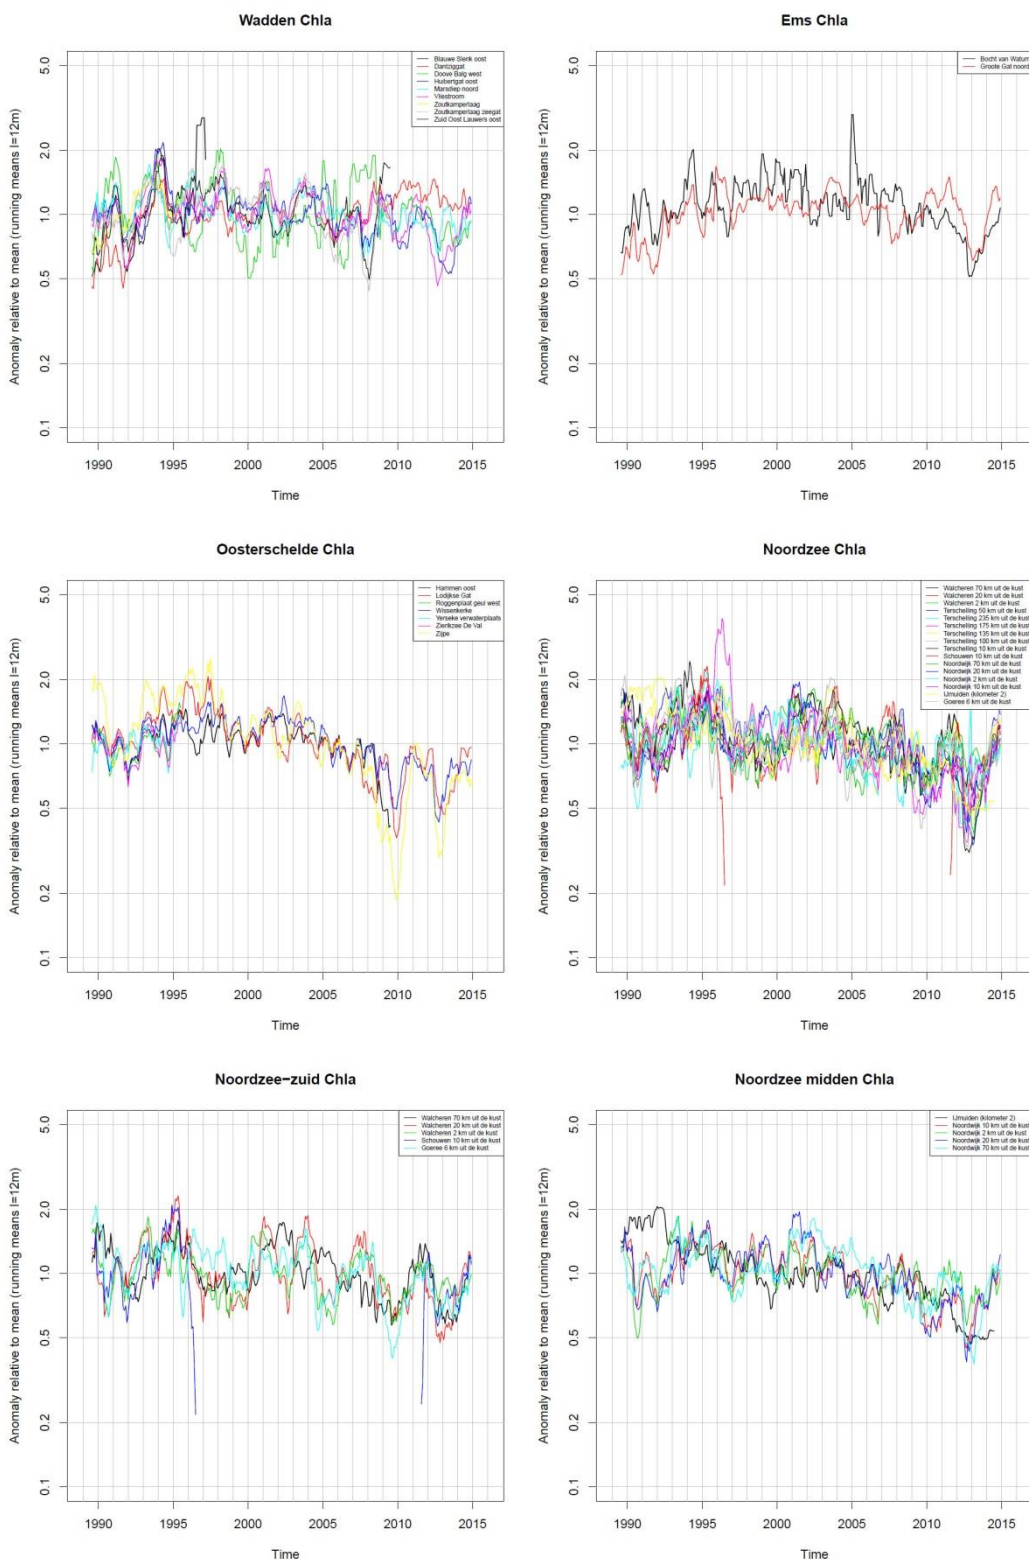 Wadden Chla
Blauwe Slenk oost
Dantziggat
Doove Balg west
Huibertgat oost
Marsdiep noord
Vliestroom
Zoutkamperlaag
Zoutkamperlaag zeegat
Zuid Oost Lauwers oost
Anomaly relative to mean (running means l=12m)
5.0
2.0
1.0
0.5
0.2
0.1
1990 1995 2000 2005 2010 2015
Time
Ems Chla
Bocht van Watum
Groote Gat noord
Anomaly relative to mean (running means l=12m)
5.0
2.0
1.0
0.5
0.2
0.1
1990 1995 2000 2005 2010 2015
Time
Oosterschelde Chla
Hammen oost
Lodijkse Gat
Roggenplaat geul west
Wissenkerke
Yerseke verwaterplaats
Zierikzee De Val
Zijpe
Anomaly relative to mean (running means l=12m)
5.0
2.0
1.0
0.5
0.2
0.1
1990 1995 2000 2005 2010 2015
Time
Noordzee Chla
Walcheren 70 km uit de kust
Walcheren 20 km uit de kust
Walcheren 2 km uit de kust
Terschelling 50 km uit de kust
Terschelling 235 km uit de kust
Terschelling 175 km uit de kust
Terschelling 135 km uit de kust
Terschelling 100 km uit de kust
Terschelling 10 km uit de kust
Schouwen 10 km uit de kust
Noordwijk 70 km uit de kust
Noordwijk 20 km uit de kust
Noordwijk 2 km uit de kust
Noordwijk 10 km uit de kust
IJmuiden (kilometer 2)
Goeree 6 km uit de kust
Anomaly relative to mean (running means l=12m)
5.0
2.0
1.0
0.5
0.2
0.1
1990 1995 2000 2005 2010 2015
Time
Noordzee-zuid Chla
Walcheren 70 km uit de kust
Walcheren 20 km uit de kust
Walcheren 2 km uit de kust
Schouwen 10 km uit de kust
Goeree 6 km uit de kust
Anomaly relative to mean (running means l=12m)
5.0
2.0
1.0
0.5
0.2
0.1
1990 1995 2000 2005 2010 2015
Time
Noordzee midden Chla
IJmuiden (kilometer 2)
Noordwijk 10 km uit de kust
Noordwijk 2 km uit de kust
Noordwijk 20 km uit de kust
Noordwijk 70 km uit de kust
Anomaly relative to mean (running means l=12m)
5.0
2.0
1.0
0.5
0.2
0.1
1990 1995 2000 2005 2010 2015
Time